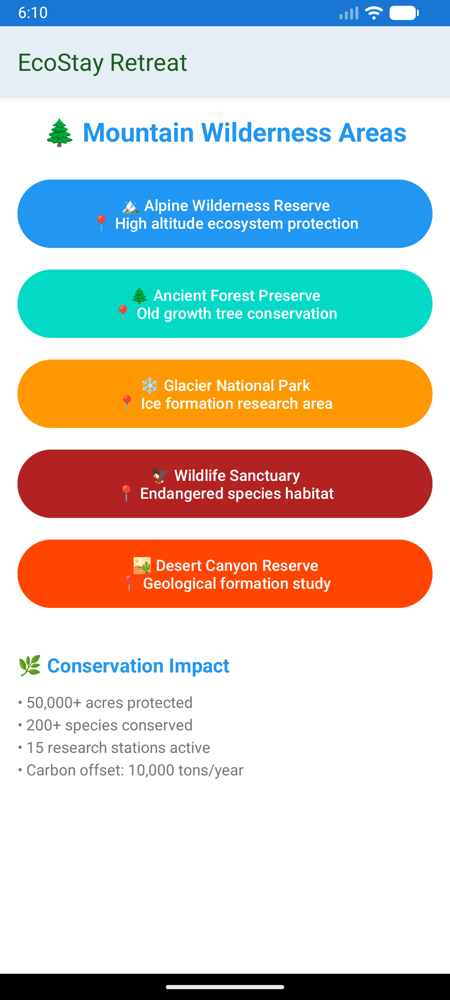 6:10
EcoStay Retreat
🌲 Mountain Wilderness Areas
🏔️ Alpine Wilderness Reserve
📍 High altitude ecosystem protection
🌲 Ancient Forest Preserve
📍 Old growth tree conservation
❄️ Glacier National Park
📍 Ice formation research area
🦅 Wildlife Sanctuary
📍 Endangered species habitat
🏜️ Desert Canyon Reserve
📍 Geological formation study
🌿 Conservation Impact
• 50,000+ acres protected
• 200+ species conserved
• 15 research stations active
• Carbon offset: 10,000 tons/year